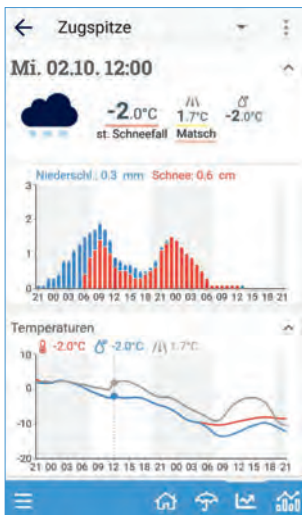 Zugspitze
Mi. 02.10. 12:00
-2.0°C 1.7°C -2.0°C
st. Schneefall Matsch
Niederschl.: 0.3 mm Schnee: 0.6 cm
3
2
1
0
21 00 03 06 09 12 15 18 21 00 03 06 09 12 15 18 21
Temperaturen
-2.0°C -2.0°C 1.7°C
10
0
-10
-20
21 00 03 06 09 12 15 18 21 00 03 06 09 12 15 18 21